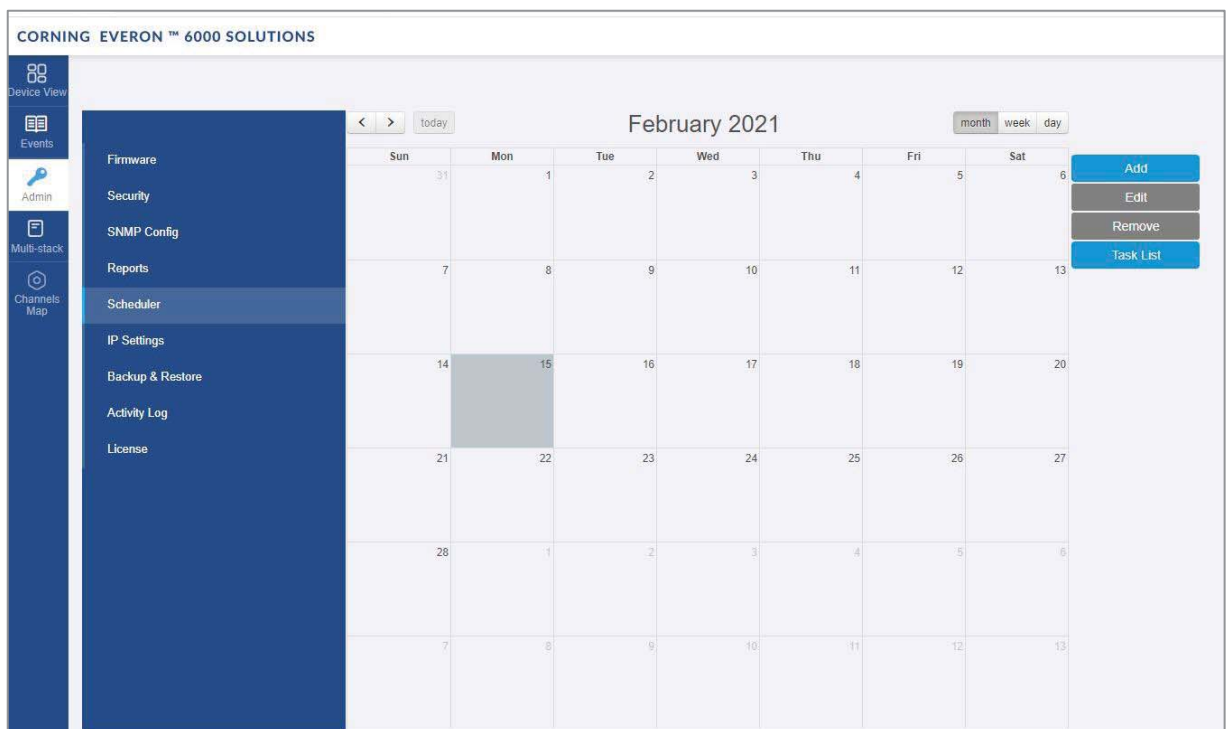 CORNING EVERON ™ 6000 SOLUTIONS
Device View
Events
Admin
Multi-stack
Channels
Map
Firmware
Security
SNMP Config
Reports
Scheduler
IP Settings
Backup & Restore
Activity Log
License
< > today February 2021 month week day
Sun Mon Tue Wed Thu Fri Sat
31 1 2 3 4 5 6
7 8 9 10 11 12 13
14 15 16 17 18 19 20
21 22 23 24 25 26 27
28 1 2 3 4 5 6
7 8 9 10 11 12 13
Add
Edit
Remove
Task List